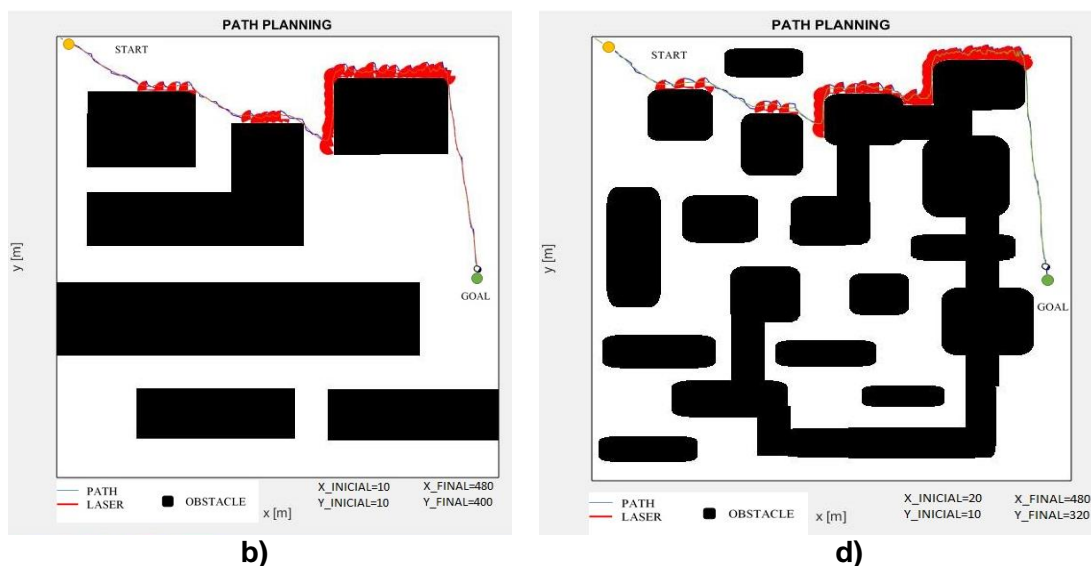 PATH PLANNING
START
y [m]
GOAL
PATH
LASER
OBSTACLE
x [m]
X_INICIAL=10 X_FINAL=480
Y_INICIAL=10 Y_FINAL=400
b)
PATH PLANNING
START
y [m]
GOAL
PATH
LASER
OBSTACLE
x [m]
X_INICIAL=20 X_FINAL=480
Y_INICIAL=10 Y_FINAL=320
d)